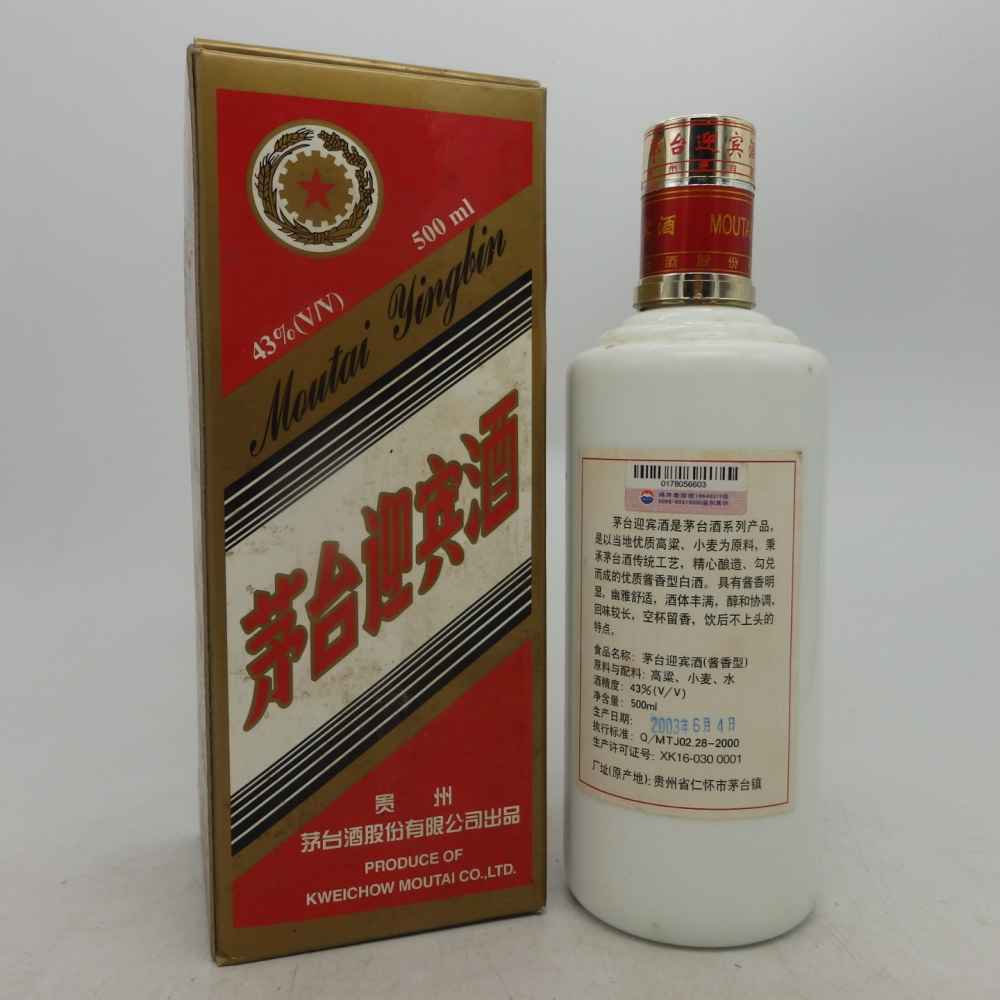 500 ml
43%(V/V)
Moutai Yingbin
茅台迎宾酒
贵 州
茅台酒股份有限公司出品
PRODUCE OF
KWEICHOW MOUTAI CO.,LTD.
台迎宾酒
酒 MOUTA
酒股份
0178056603
茅台迎宾酒是茅台酒系列产品,
是以当地优质高粱、小麦为原料,秉
承茅台酒传统工艺,精心酿造、勾兑
而成的优质酱香型白酒。具有酱香明
显,幽雅舒适,酒体丰满,醇和协调,
回味较长,空杯留香,饮后不上头的
特点。
食品名称:茅台迎宾酒(酱香型)
原料与配料:高粱、小麦、水
酒精度:43%(V/V)
净含量:500ml
生产日期:2003年6月4日
执行标准:Q/MTJ02.28-2000
生产许可证号:XK16-030 0001
厂址(原产地):贵州省仁怀市茅台镇